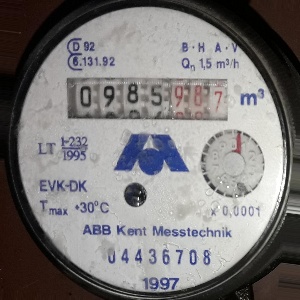 D 92
6.131.92
B · H · A · V
Qn 1,5 m³/h
0985987 m³
LT 1-232
1995
EVK-DK
Tmax +30°C
x 0,0001
ABB Kent Messtechnik
04436708
1997